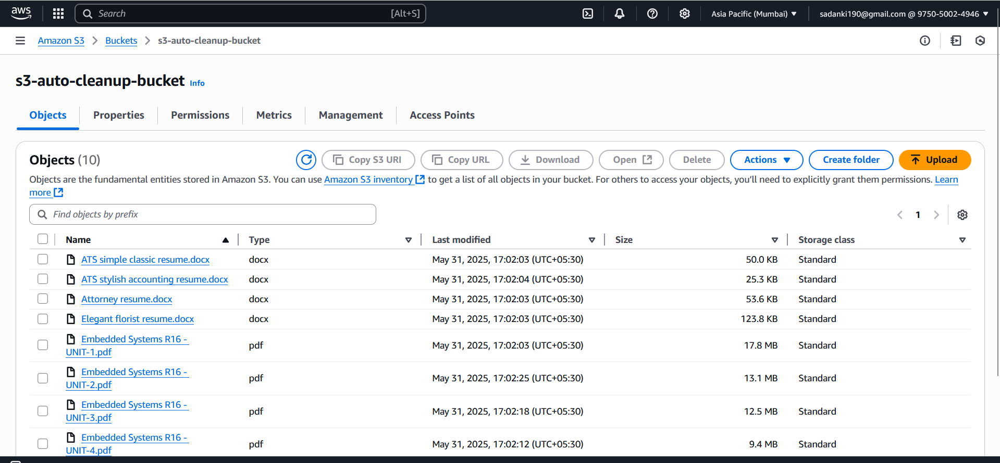 aws
Search [Alt+S]
Asia Pacific (Mumbai)
sadanki190@gmail.com @ 9750-5002-4946
Amazon S3 > Buckets > s3-auto-cleanup-bucket
s3-auto-cleanup-bucket Info
Objects Properties Permissions Metrics Management Access Points
Objects (10) Copy S3 URI Copy URL Download Open Delete Actions Create folder Upload
Objects are the fundamental entities stored in Amazon S3. You can use Amazon S3 inventory to get a list of all objects in your bucket. For others to access your objects, you’ll need to explicitly grant them permissions. Learn
more
Find objects by prefix
1
Name Type Last modified Size Storage class
ATS simple classic resume.docx docx May 31, 2025, 17:02:03 (UTC+05:30) 50.0 KB Standard
ATS stylish accounting resume.docx docx May 31, 2025, 17:02:04 (UTC+05:30) 25.3 KB Standard
Attorney resume.docx docx May 31, 2025, 17:02:03 (UTC+05:30) 53.6 KB Standard
Elegant florist resume.docx docx May 31, 2025, 17:02:03 (UTC+05:30) 123.8 KB Standard
Embedded Systems R16 -
UNIT-1.pdf
pdf May 31, 2025, 17:02:03 (UTC+05:30) 17.8 MB Standard
Embedded Systems R16 -
UNIT-2.pdf
pdf May 31, 2025, 17:02:25 (UTC+05:30) 13.1 MB Standard
Embedded Systems R16 -
UNIT-3.pdf
pdf May 31, 2025, 17:02:18 (UTC+05:30) 12.5 MB Standard
Embedded Systems R16 -
UNIT-4.pdf
pdf May 31, 2025, 17:02:12 (UTC+05:30) 9.4 MB Standard